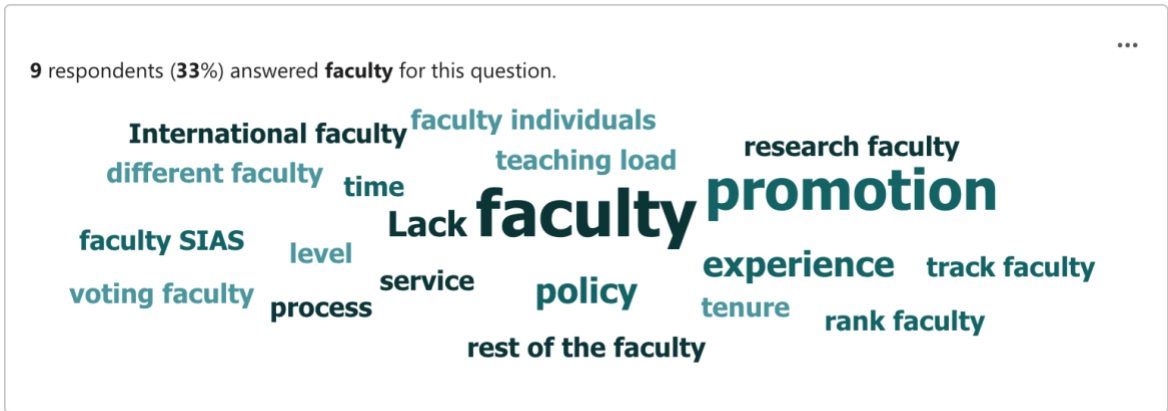 9 respondents (33%) answered faculty for this question.
faculty individuals
International faculty
research faculty
teaching load
different faculty
time
promotion
faculty
Lack
faculty SIAS
level
experience
track faculty
service
policy
voting faculty
process
tenure
rank faculty
rest of the faculty